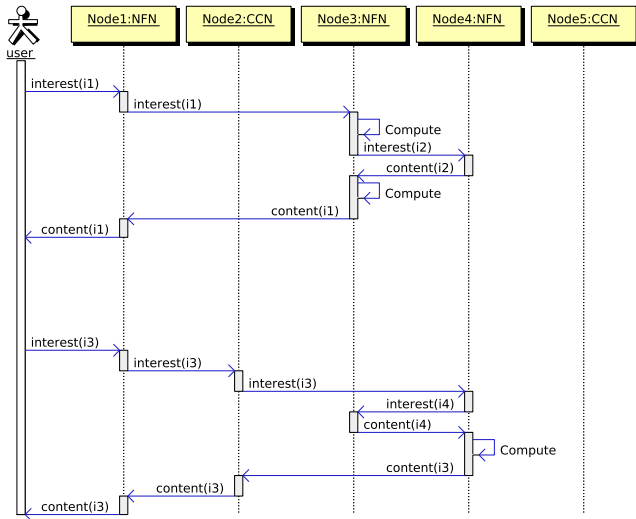 Node1:NFN Node2:CCN Node3:NFN Node4:NFN Node5:CCN
user
interest(i1)
interest(i1)
Compute
interest(i2)
content(i2)
Compute
content(i1)
content(i1)
interest(i3)
interest(i3)
interest(i3)
interest(i4)
content(i4)
Compute
content(i3)
content(i3)
content(i3)